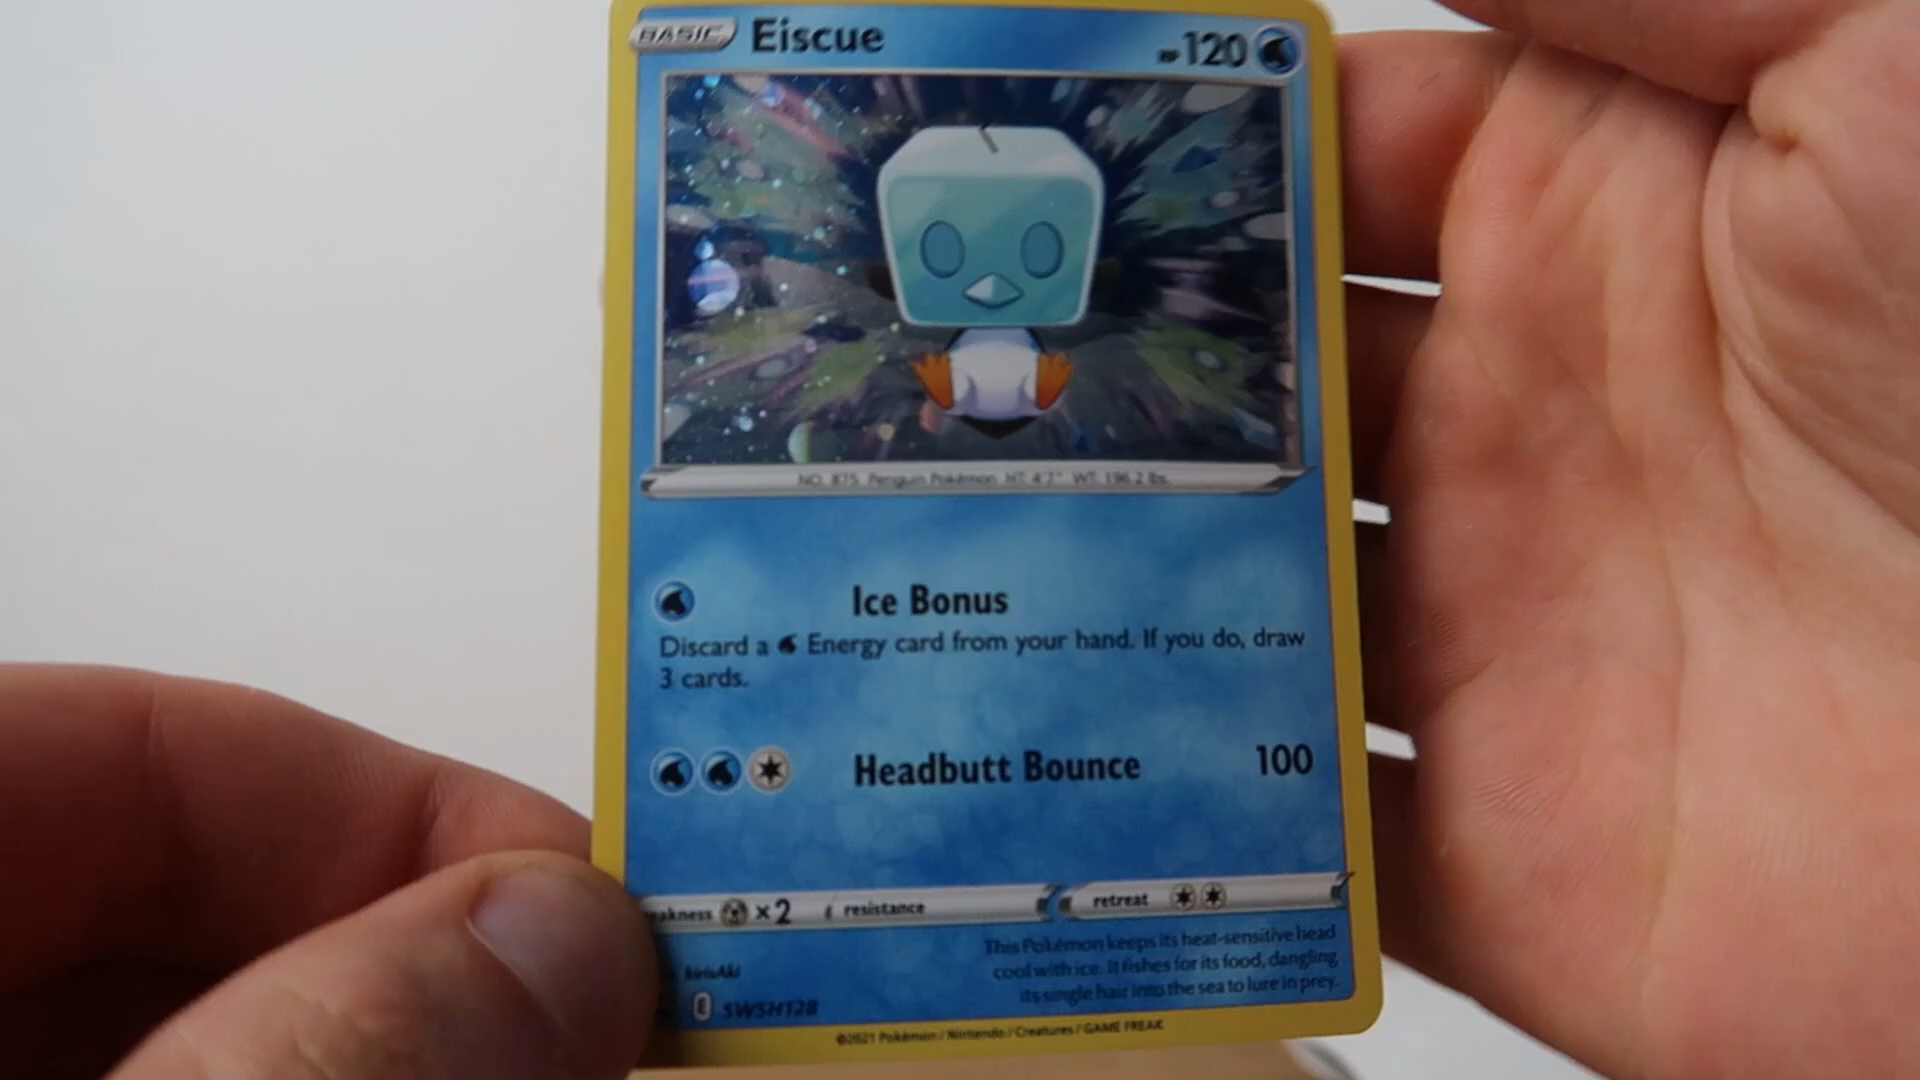 BASIC Eiscue HP 120
NO. 875 Penguin Pokémon HT: 4'7" WT: 196.2 lbs.
Ice Bonus
Discard a Energy card from your hand. If you do, draw
3 cards.
Headbutt Bounce 100
eakness ×2 resistance retreat
This Pokémon keeps its heat-sensitive head
cool with ice. It fishes for its food, dangling
its single hair into the sea to lure in prey.
kirisAki
E SWSH128
©2021 Pokémon / Nintendo / Creatures / GAME FREAK